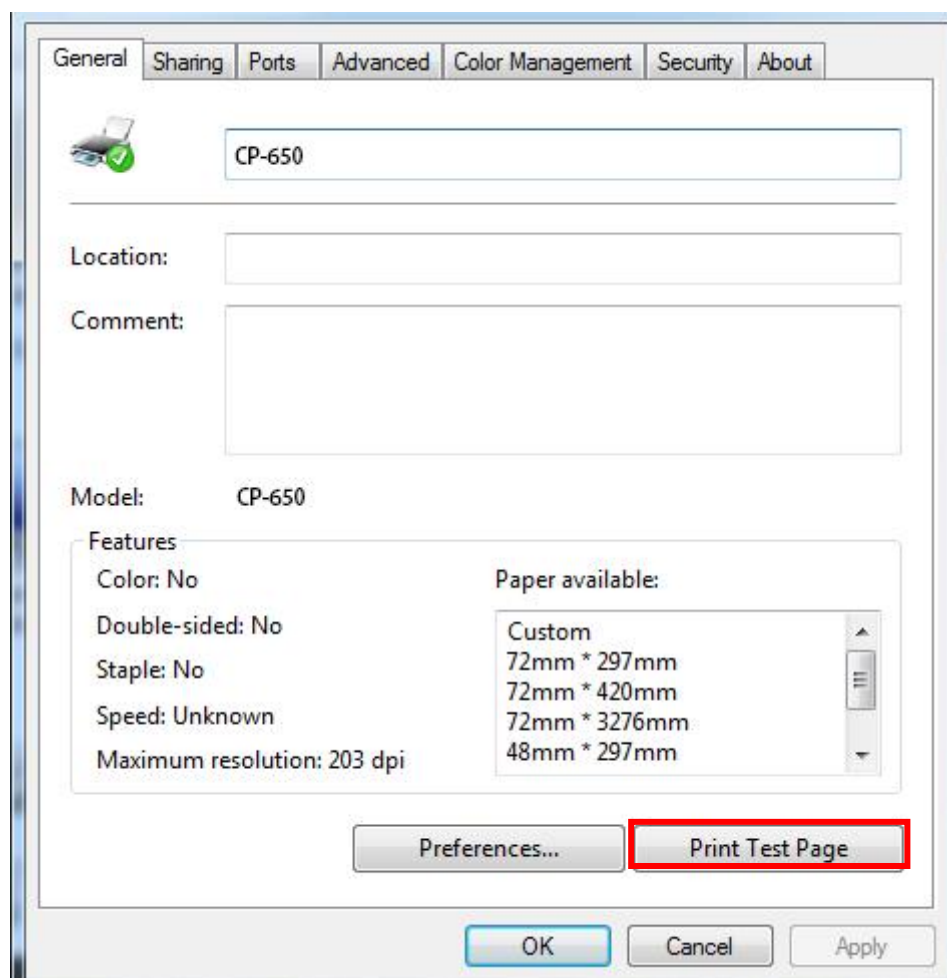 General Sharing Ports Advanced Color Management Security About
CP-650
Location:
Comment:
Model: CP-650
Features
Color: No
Double-sided: No
Staple: No
Speed: Unknown
Maximum resolution: 203 dpi
Paper available:
Custom
72mm * 297mm
72mm * 420mm
72mm * 3276mm
48mm * 297mm
Preferences... Print Test Page
OK Cancel Apply